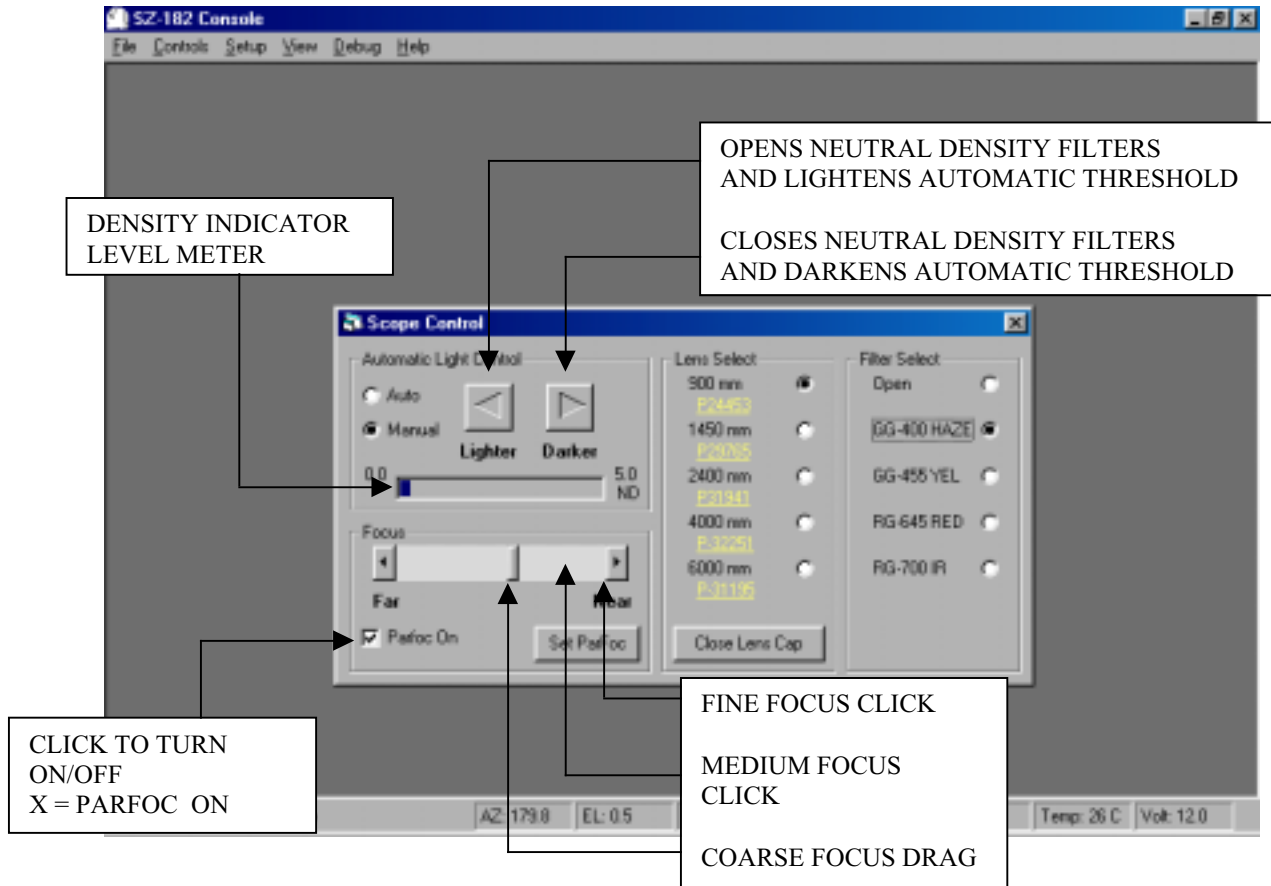 SZ-182 Console
File Controls Setup View Debug Help
OPENS NEUTRAL DENSITY FILTERS
AND LIGHTENS AUTOMATIC THRESHOLD
CLOSES NEUTRAL DENSITY FILTERS
AND DARKENS AUTOMATIC THRESHOLD
DENSITY INDICATOR
LEVEL METER
Scope Control
Automatic Light Control
Auto
Manual
Lighter Darker
0.0 5.0
ND
Focus
Far Near
Parfoc On
Set ParFoc
Lens Select
900 mm
P24453
1450 mm
P29765
2400 mm
P31941
4000 mm
P-32251
6000 mm
P-31195
Close Lens Cap
Filter Select
Open
GG-400 HAZE
GG-455 YEL
RG-645 RED
RG-700 IR
CLICK TO TURN
ON/OFF
X = PARFOC ON
FINE FOCUS CLICK
MEDIUM FOCUS
CLICK
COARSE FOCUS DRAG
AZ: 179.8 EL: 0.5 Temp: 26 C Volt: 12.0